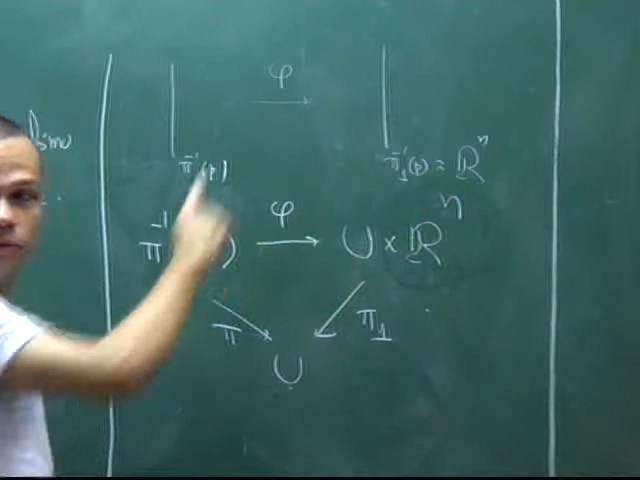 φ
π⁻¹(p)
π₁⁻¹(p) = ℝⁿ
π⁻¹ ) φ U × ℝⁿ
π π₁
U